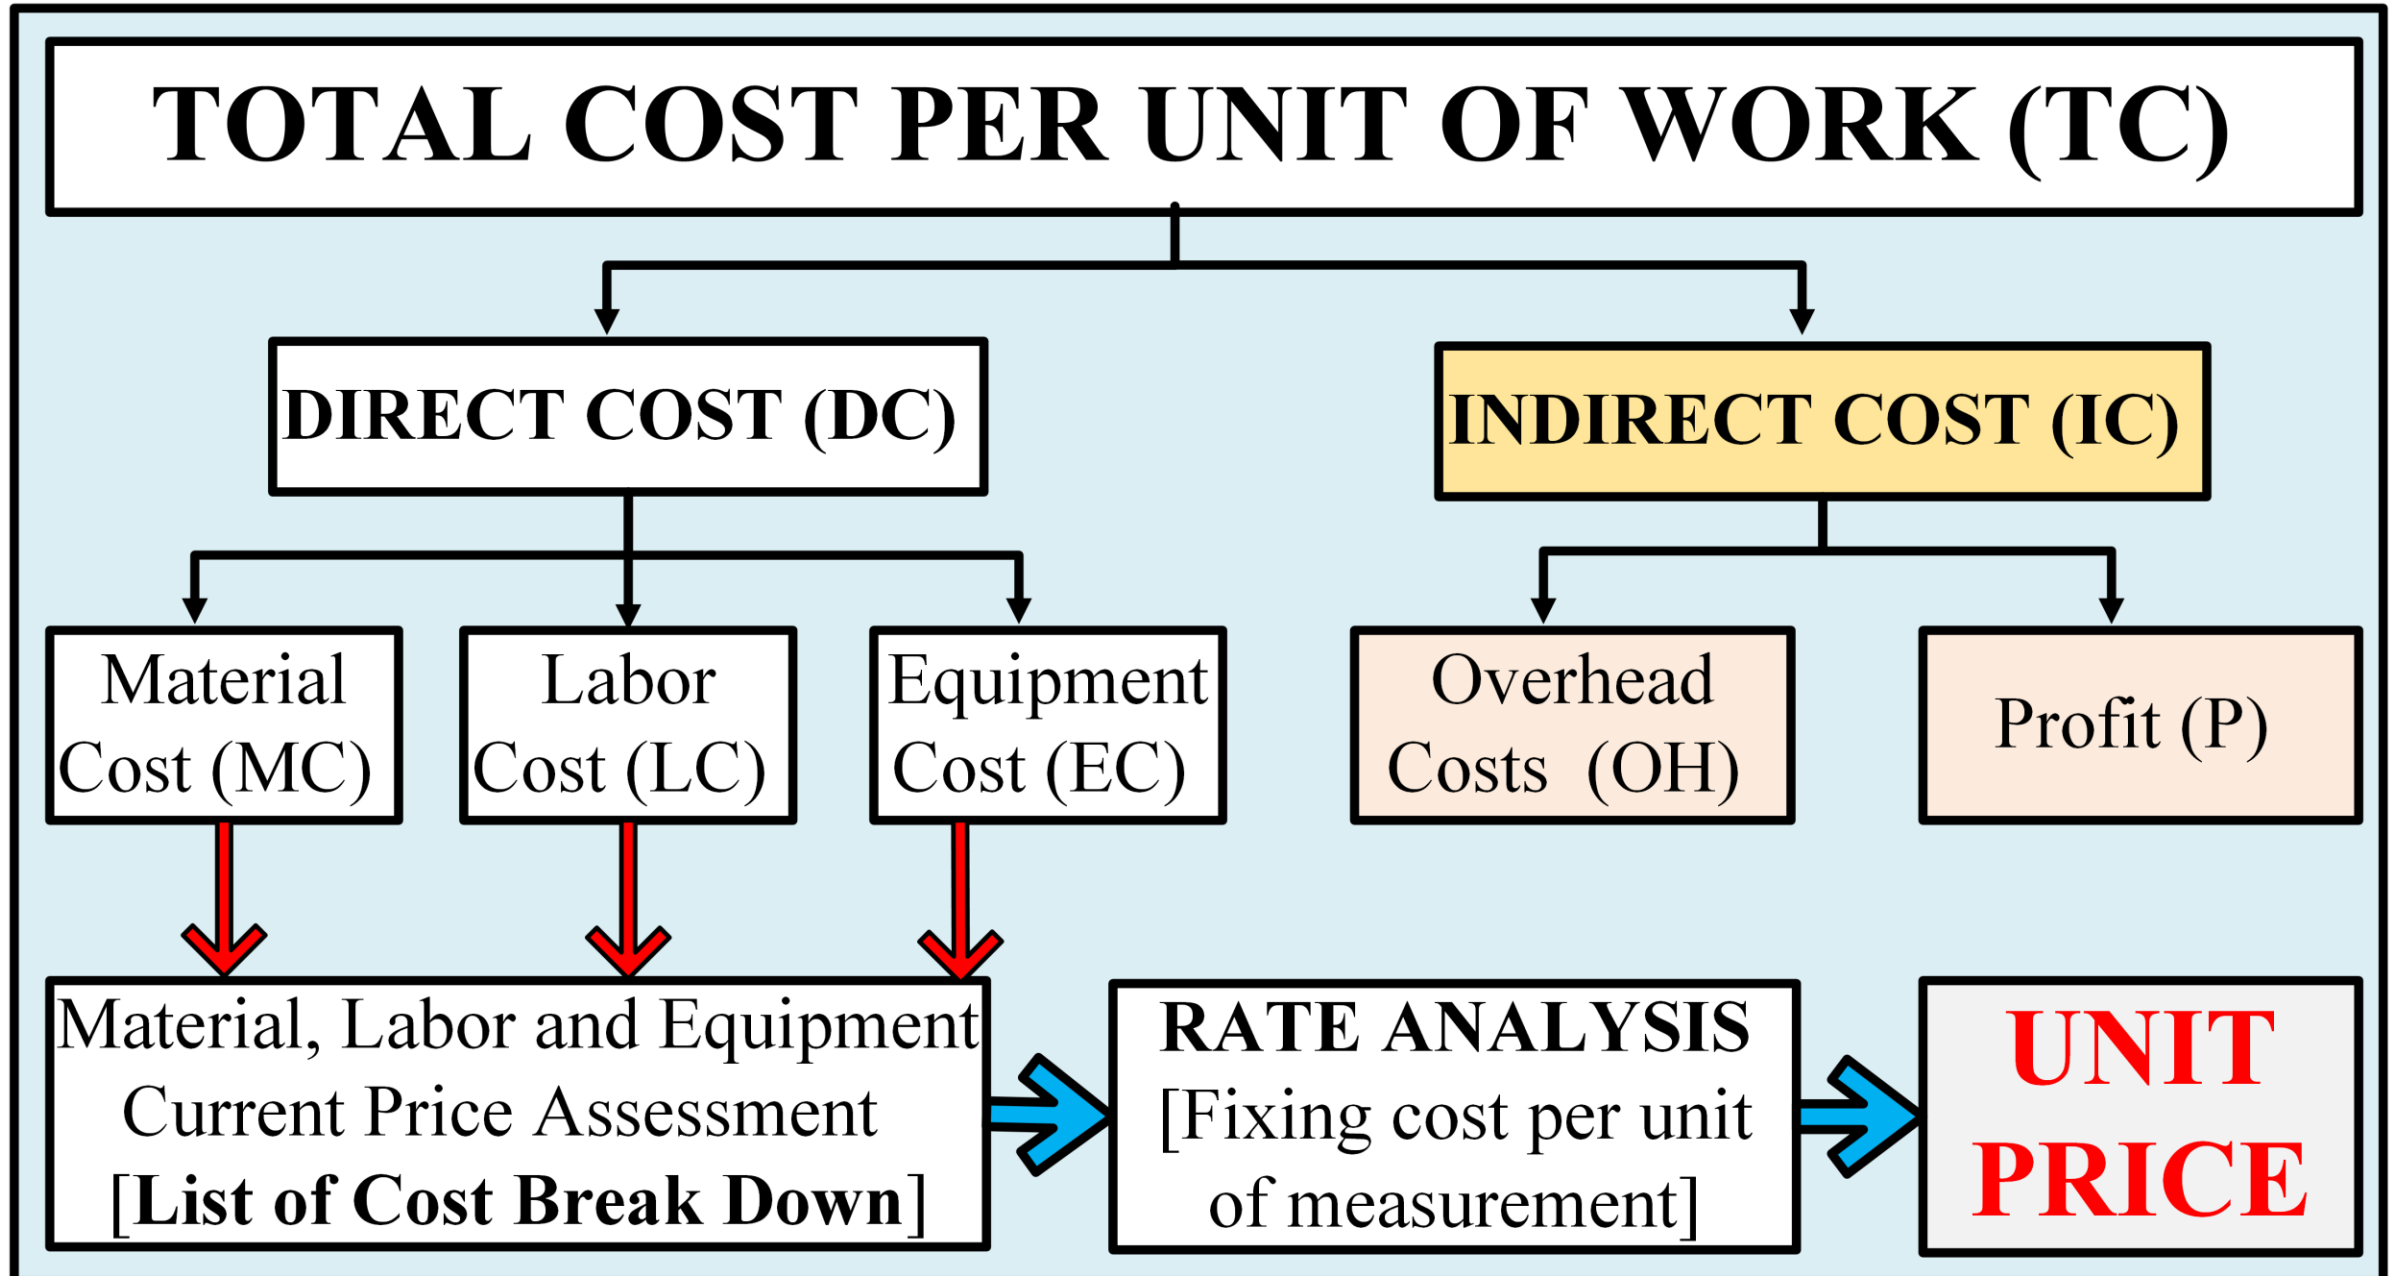 TOTAL COST PER UNIT OF WORK (TC)
DIRECT COST (DC)
INDIRECT COST (IC)
Material
Cost (MC)
Labor
Cost (LC)
Equipment
Cost (EC)
Overhead
Costs (OH)
Profit (P)
Material, Labor and Equipment
Current Price Assessment
[List of Cost Break Down]
RATE ANALYSIS
[Fixing cost per unit
of measurement]
UNIT
PRICE